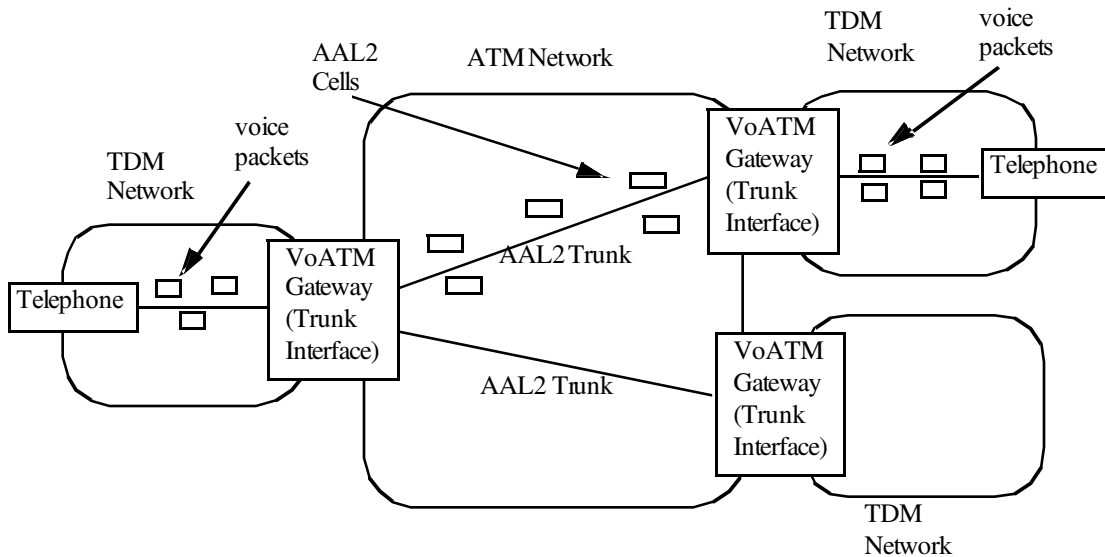 AAL2
Cells
ATM Network
TDM
Network
voice
packets
voice
packets
TDM
Network
VoATM
Gateway
(Trunk
Interface)
Telephone
AAL2 Trunk
VoATM
Gateway
(Trunk
Interface)
Telephone
VoATM
Gateway
(Trunk
Interface)
AAL2 Trunk
TDM
Network